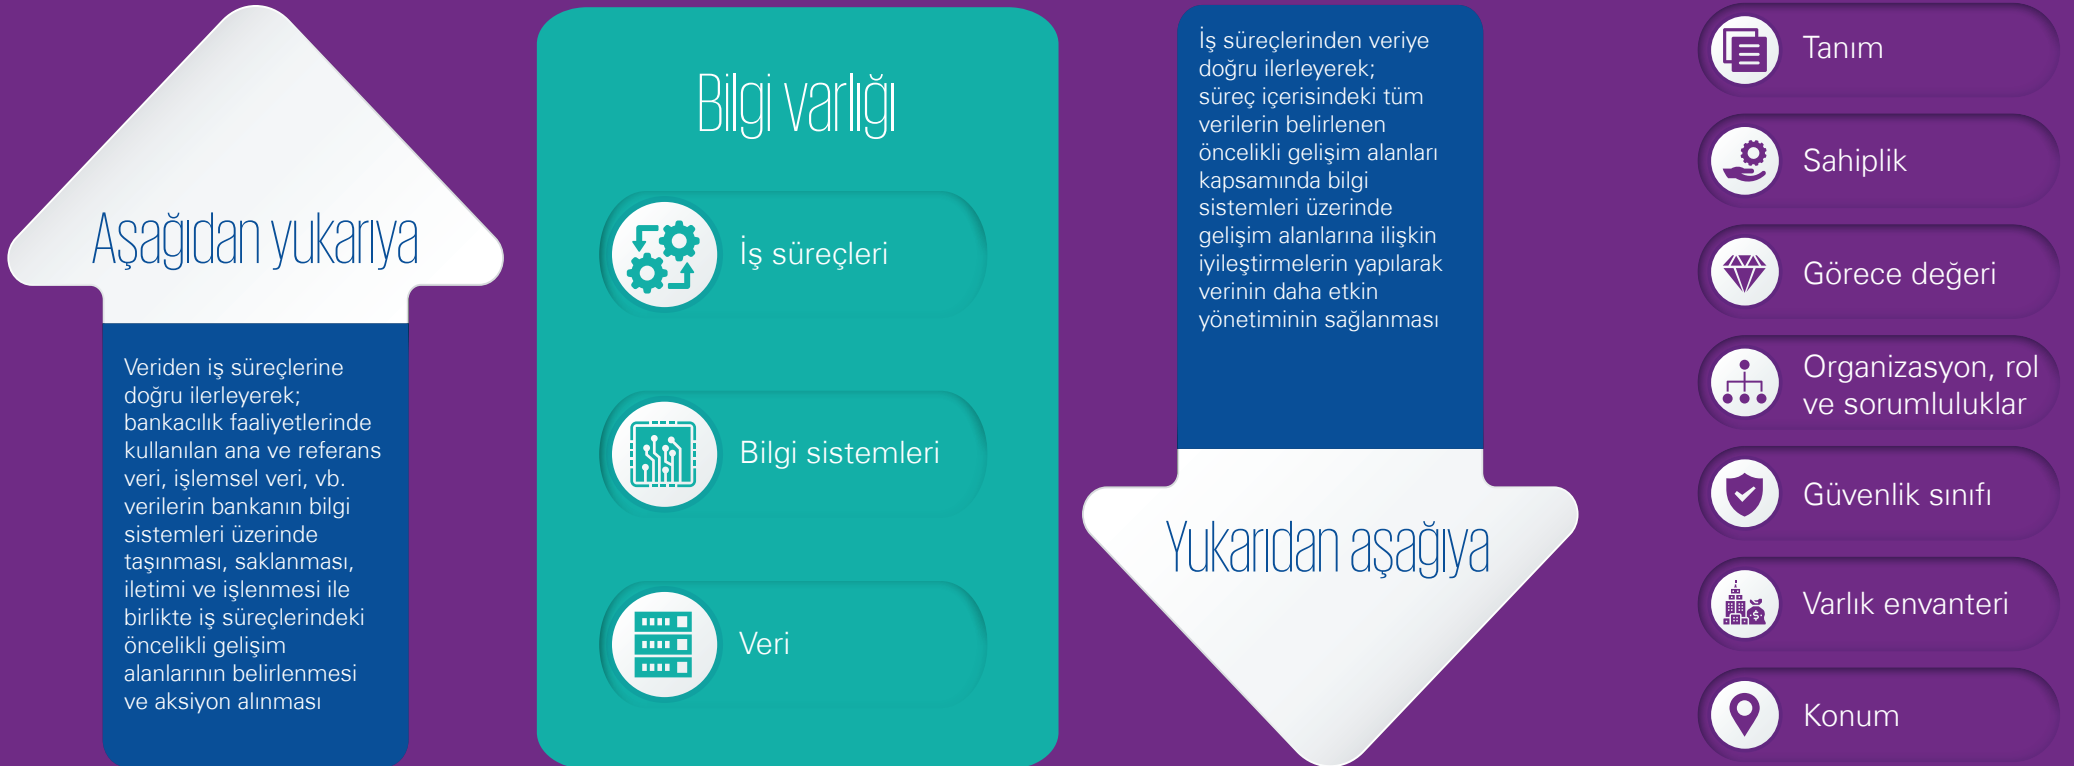 Aşağıdan yukarıya
Veriden iş süreçlerine
doğru ilerleyerek;
bankacılık faaliyetlerinde
kullanılan ana ve referans
veri, işlemsel veri, vb.
verilerin bankanın bilgi
sistemleri üzerinde
taşınması, saklanması,
iletimi ve işlenmesi ile
birlikte iş süreçlerindeki
öncelikli gelişim
alanlarının belirlenmesi
ve aksiyon alınması
Bilgi varlığı
İş süreçleri
Bilgi sistemleri
Veri
İş süreçlerinden veriye
doğru ilerleyerek;
süreç içerisindeki tüm
verilerin belirlenen
öncelikli gelişim alanları
kapsamında bilgi
sistemleri üzerinde
gelişim alanlarına ilişkin
iyileştirmelerin yapılarak
verinin daha etkin
yönetiminin sağlanması
Yukarıdan aşağıya
Tanım
Sahiplik
Görece değeri
Organizasyon, rol
ve sorumluluklar
Güvenlik sınıfı
Varlık envanteri
Konum